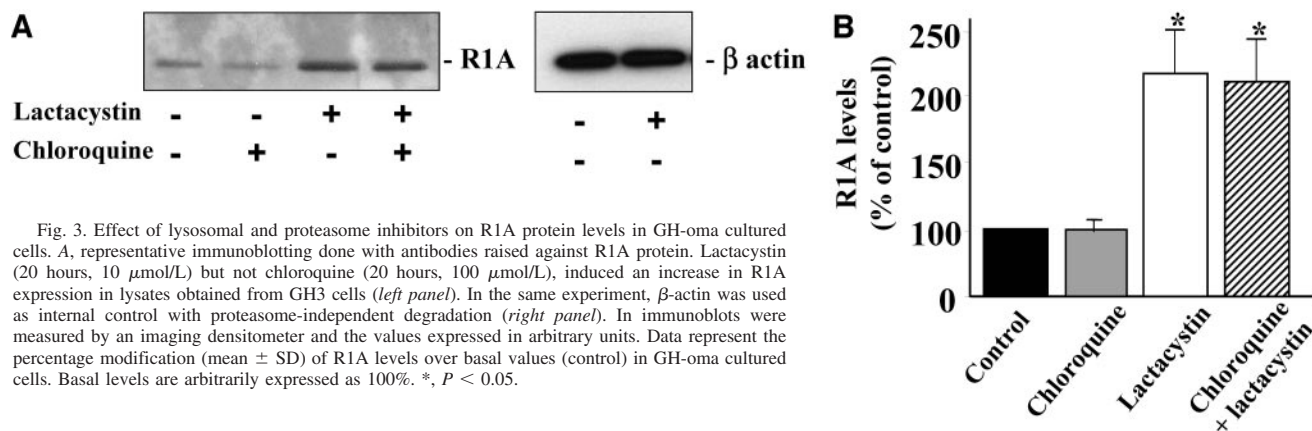 A
- R1A
- β actin
Lactacystin - - + +
- +
Chloroquine - + - +
- -
Fig. 3. Effect of lysosomal and proteasome inhibitors on R1A protein levels in GH-oma cultured
cells. A, representative immunoblotting done with antibodies raised against R1A protein. Lactacystin
(20 hours, 10 μmol/L) but not chloroquine (20 hours, 100 μmol/L), induced an increase in R1A
expression in lysates obtained from GH3 cells (left panel). In the same experiment, β-actin was used
as internal control with proteasome-independent degradation (right panel). In immunoblots were
measured by an imaging densitometer and the values expressed in arbitrary units. Data represent the
percentage modification (mean ± SD) of R1A levels over basal values (control) in GH-oma cultured
cells. Basal levels are arbitrarily expressed as 100%. *, P < 0.05.
B
R1A levels
(% of control)
250
200
150
100
0
*
*
Control
Chloroquine
Lactacystin
Chloroquine
+ lactacystin